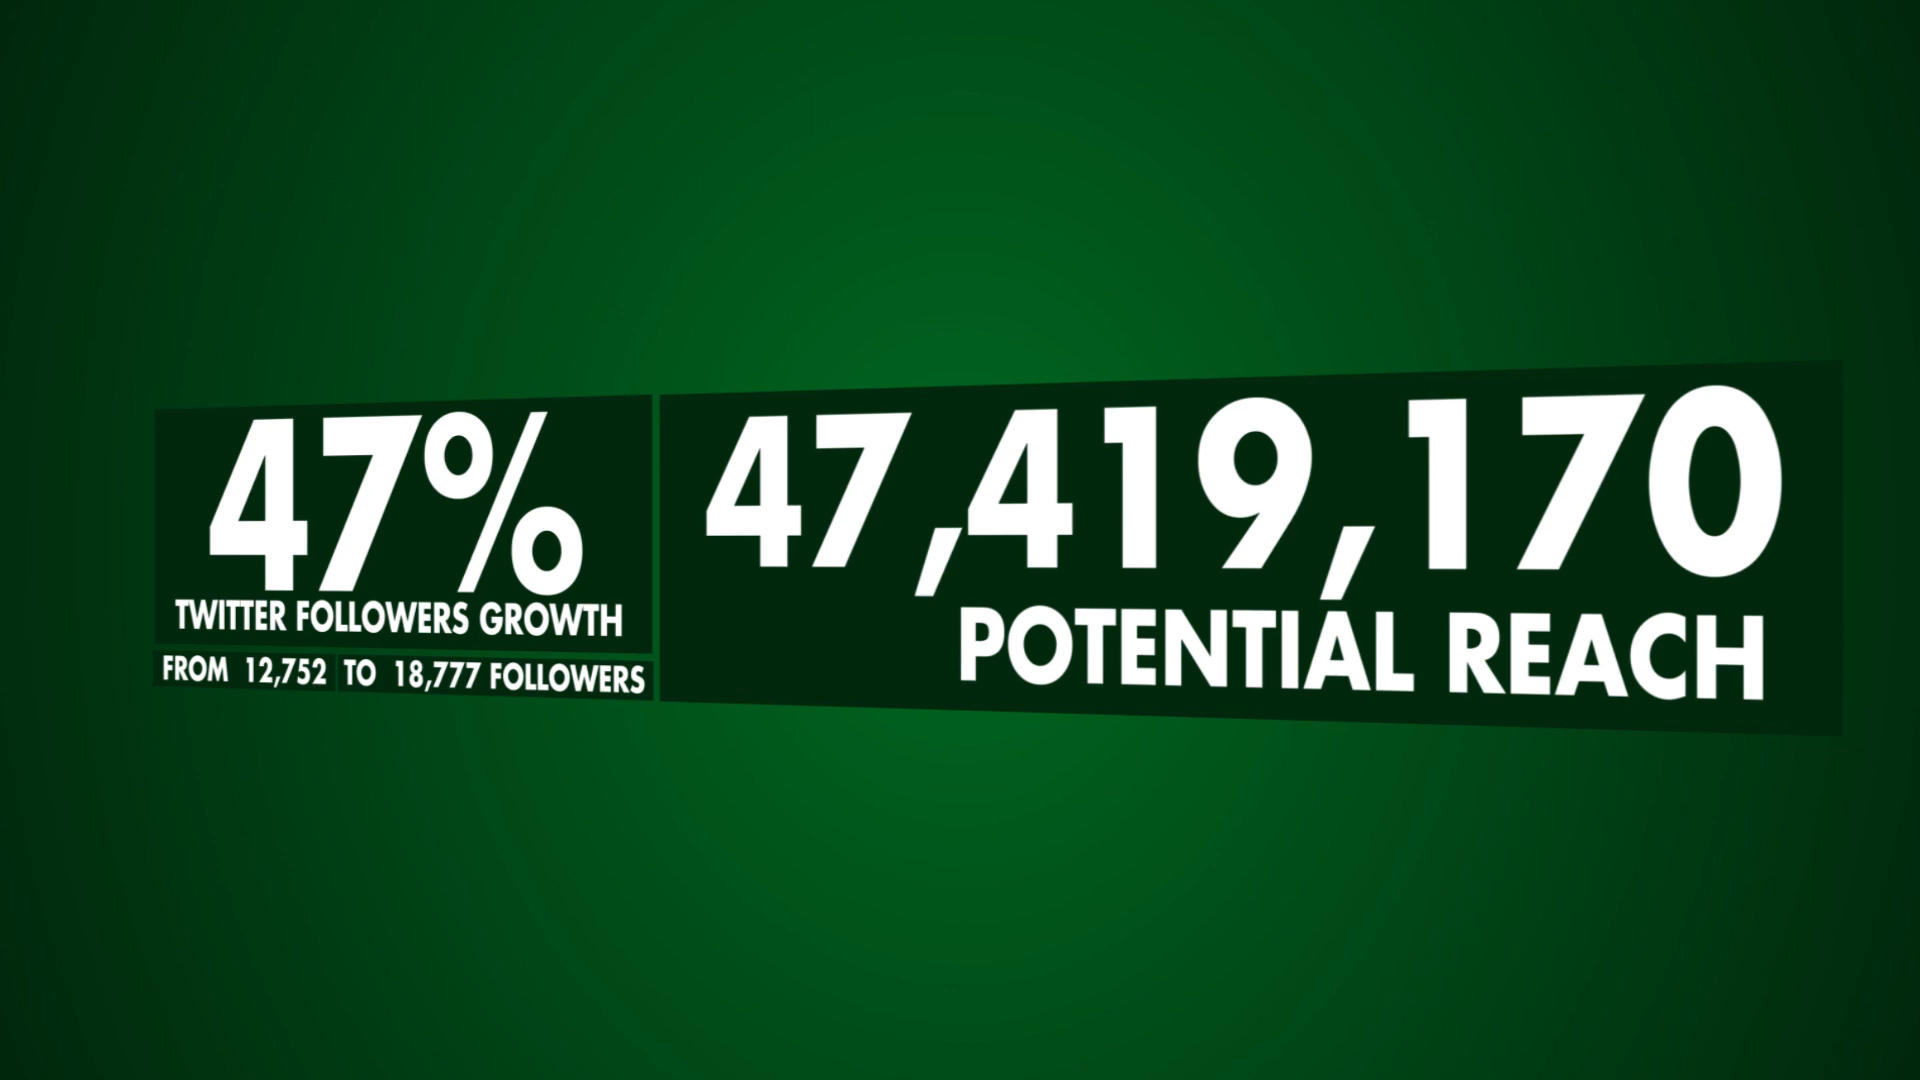 47%
TWITTER FOLLOWERS GROWTH
FROM 12,752 TO 18,777 FOLLOWERS
47,419,170
POTENTIAL REACH